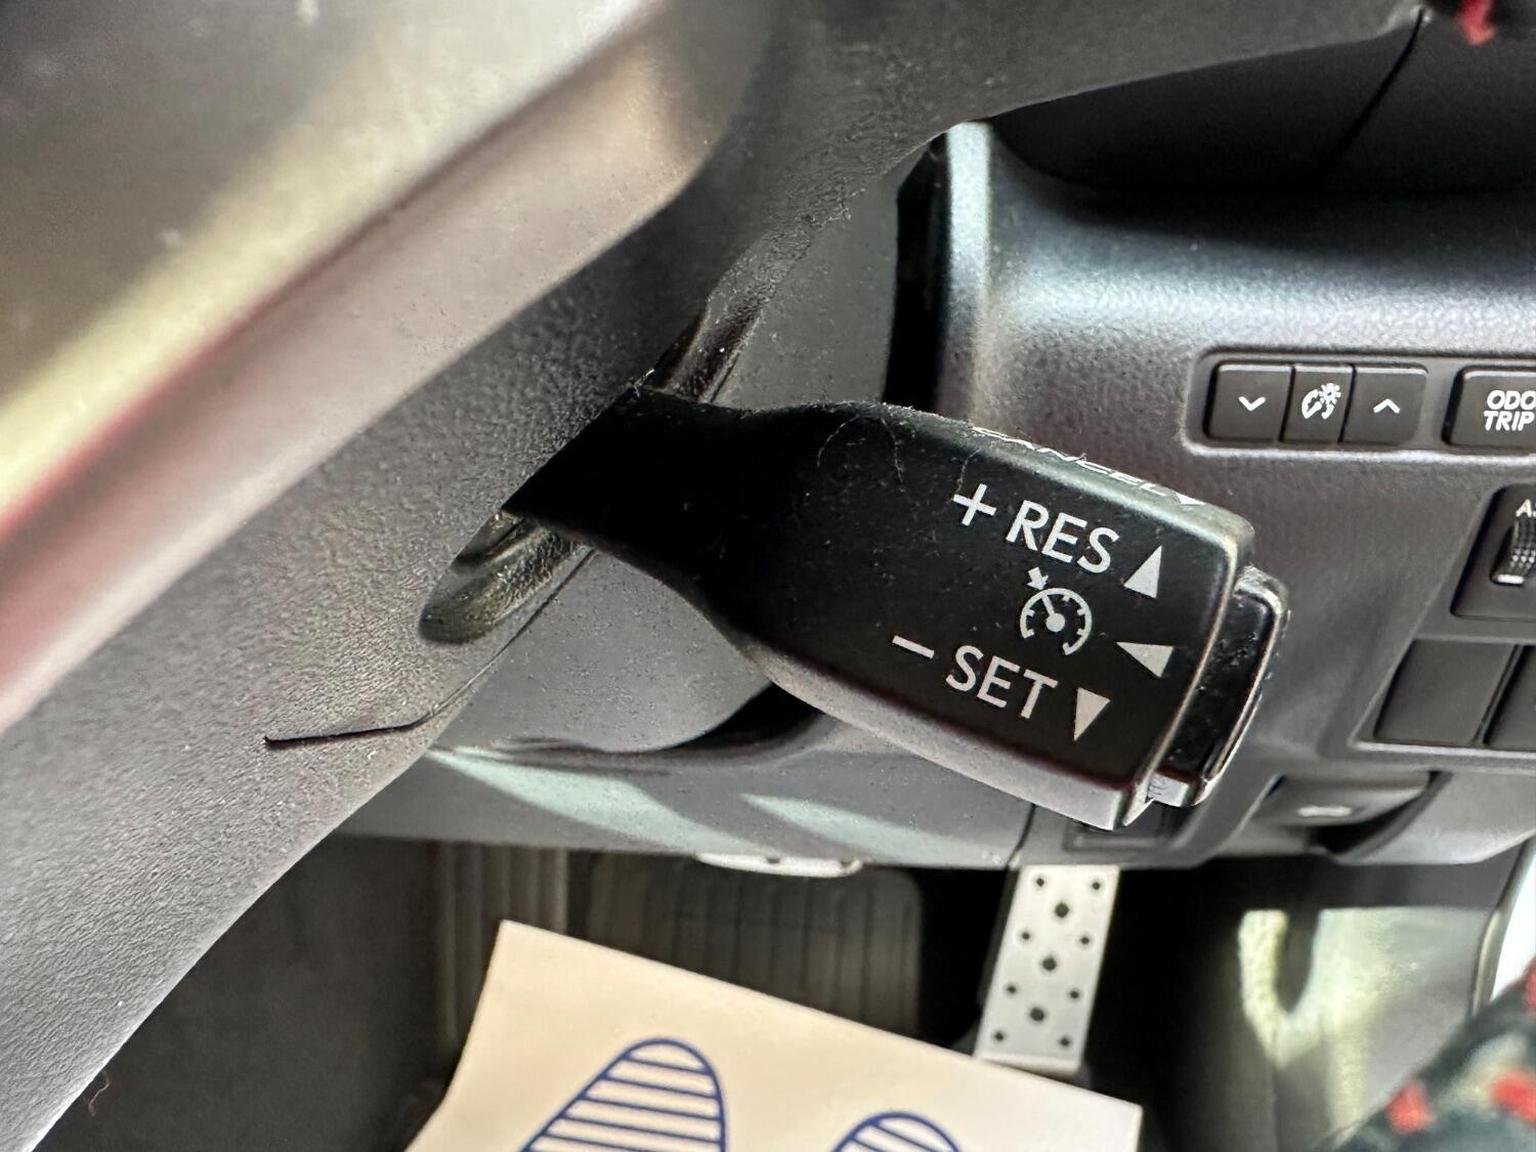 CANCEL
+ RES
- SET
ODO
TRIP